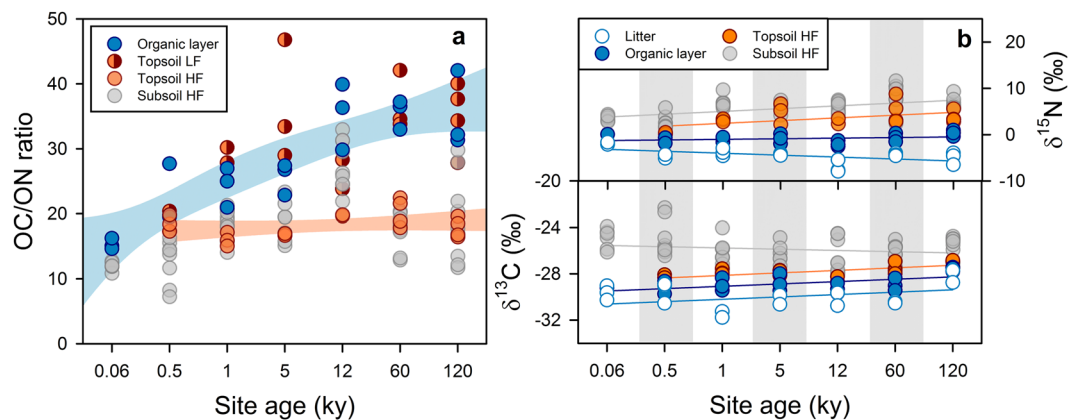 50
40
30
20
10
0
OC/ON ratio
Organic layer
Topsoil LF
Topsoil HF
Subsoil HF
a
0.06 0.5 1 5 12 60 120
Site age (ky)
Litter
Organic layer
Topsoil HF
Subsoil HF
b
20
10
0
-10
δ15N (‰)
-20
-24
-28
-32
δ13C (‰)
0.06 0.5 1 5 12 60 120
Site age (ky)